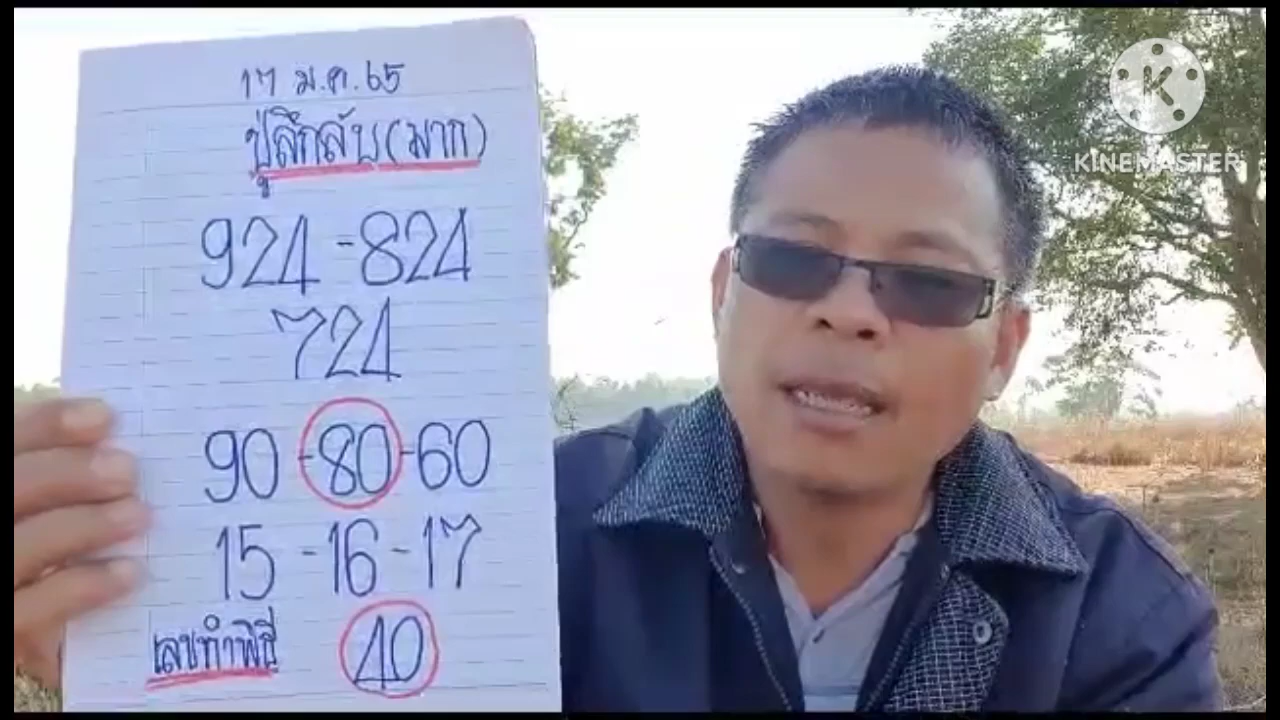 17 ม.ค.65
ปู่ลึกลับ(มาก)
924-824
724
90-80-60
15-16-17
เลขทำพิธี 40
K
KINEMASTER